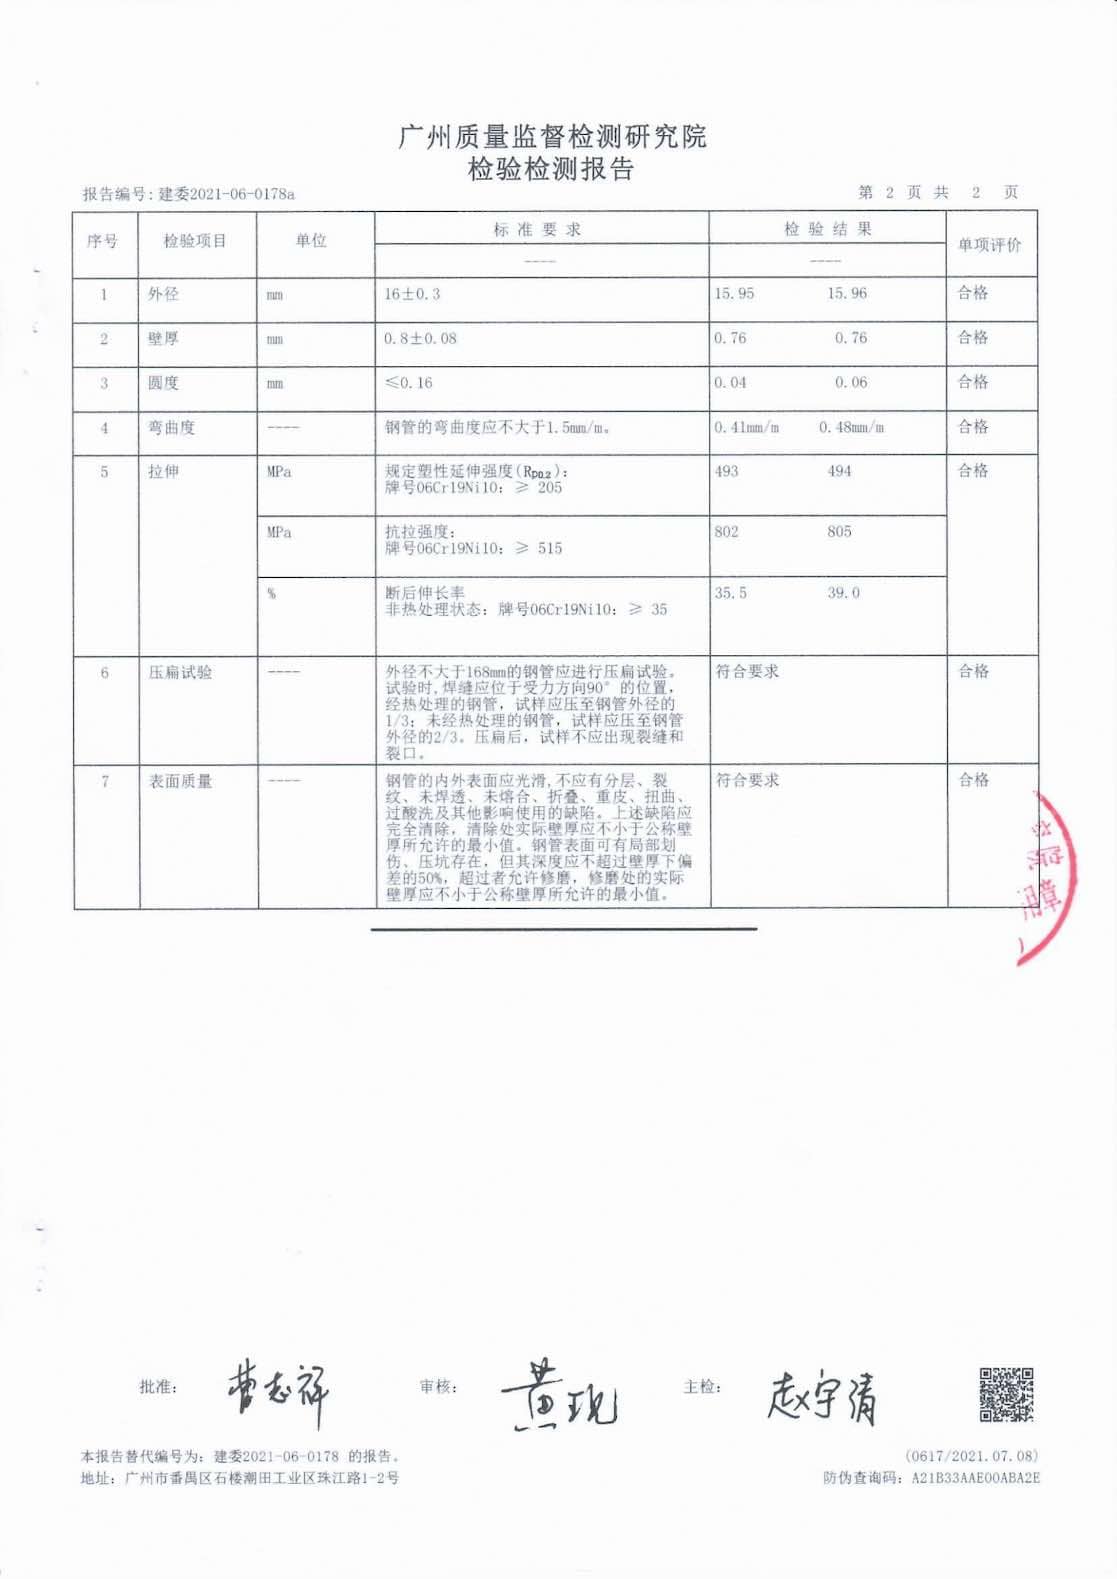 广州质量监督检测研究院
检验检测报告
报告编号:建委2021-06-0178a
第 2 页 共 2 页
序号 检验项目 单位 标准要求 检验结果 单项评价
---- ----
1 外径 mm 16±0.3 15.95 15.96 合格
2 壁厚 mm 0.8±0.08 0.76 0.76 合格
3 圆度 mm ≤0.16 0.04 0.06 合格
4 弯曲度 ---- 钢管的弯曲度应不大于1.5mm/m。 0.41mm/m 0.48mm/m 合格
5 拉伸 MPa 规定塑性延伸强度(Rp0.2): 493 494 合格
牌号06Cr19Ni10: ≥ 205
MPa 抗拉强度: 802 805
牌号06Cr19Ni10: ≥ 515
% 断后伸长率 35.5 39.0
非热处理状态: 牌号06Cr19Ni10: ≥ 35
6 压扁试验 ---- 外径不大于168mm的钢管应进行压扁试验。 符合要求 合格
试验时,焊缝应位于受力方向90°的位置,
经热处理的钢管, 试样应压至钢管外径的
1/3; 未经热处理的钢管, 试样应压至钢管
外径的2/3。压扁后, 试样不应出现裂缝和
裂口。
7 表面质量 ---- 钢管的内外表面应光滑,不应有分层、裂 符合要求 合格
纹、未焊透、未熔合、折叠、重皮、扭曲、
过酸洗及其他影响使用的缺陷。上述缺陷应
完全清除, 清除处实际壁厚应不小于公称壁
厚所允许的最小值。钢管表面可有局部划
伤、压坑存在, 但其深度应不超过壁厚下偏
差的50%, 超过者允许修磨, 修磨处的实际
壁厚应不小于公称壁厚所允许的最小值。
院
用章
批准: 曹志祥 审核: 黄现 主检: 赵宇清
本报告替代编号为: 建委2021-06-0178 的报告。
(0617/2021.07.08)
地址: 广州市番禺区石楼潮田工业区珠江路1-2号
防伪查询码: A21B33AAE00ABA2E